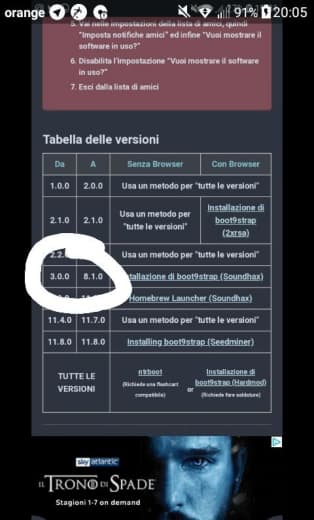 orange
91% 20:05
5. Vai nelle impostazioni della lista di amici, quindi
"Imposta notifiche amici" ed infine "Vuoi mostrare il
software in uso?"
6. Disabilita l'impostazione "Vuoi mostrare il software
in uso?"
7. Esci dalla lista di amici
Tabella delle versioni
Da A Senza Browser Con Browser
1.0.0 2.0.0 Usa un metodo per "tutte le versioni"
2.1.0 2.1.0 Usa un metodo per
"tutte le versioni"
Installazione di
boot9strap
(2xrsa)
Usa un metodo per "tutte le versioni"
3.0.0 8.1.0 di boot9strap (Soundhax)
Homebrew Launcher (Soundhax)
11.4.0 11.7.0 Usa un metodo per "tutte le versioni"
11.8.0 11.8.0 Installing boot9strap (Seedminer)
TUTTE LE
VERSIONI
ntrboot
(Richiede una flashcart
compatibile)
or
Installazione di
boot9strap (Hardmod)
(Richiede fare saldature)
sky atlantic
IL TRONO DI SPADE
Stagioni 1-7 on demand